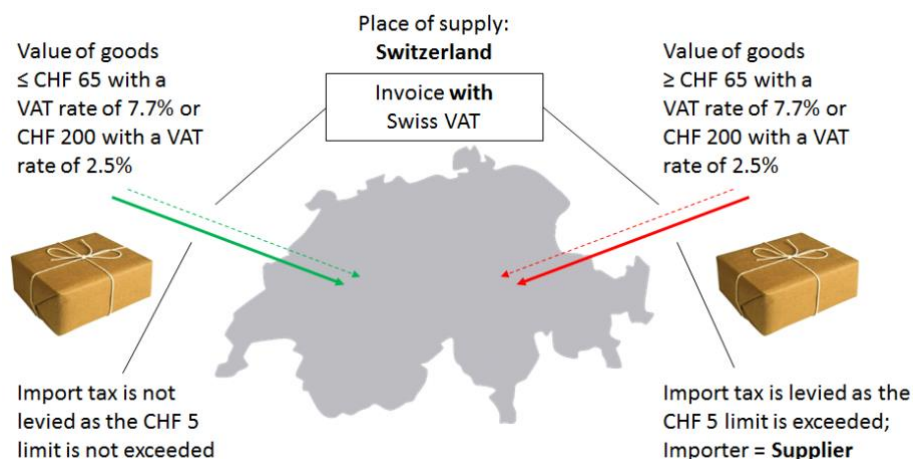 Place of supply:
Switzerland
Invoice with
Swiss VAT
Value of goods
≤ CHF 65 with a
VAT rate of 7.7% or
CHF 200 with a VAT
rate of 2.5%
Value of goods
≥ CHF 65 with a
VAT rate of 7.7% or
CHF 200 with a VAT
rate of 2.5%
Import tax is not
levied as the CHF 5
limit is not exceeded
Import tax is levied as the
CHF 5 limit is exceeded;
Importer = Supplier